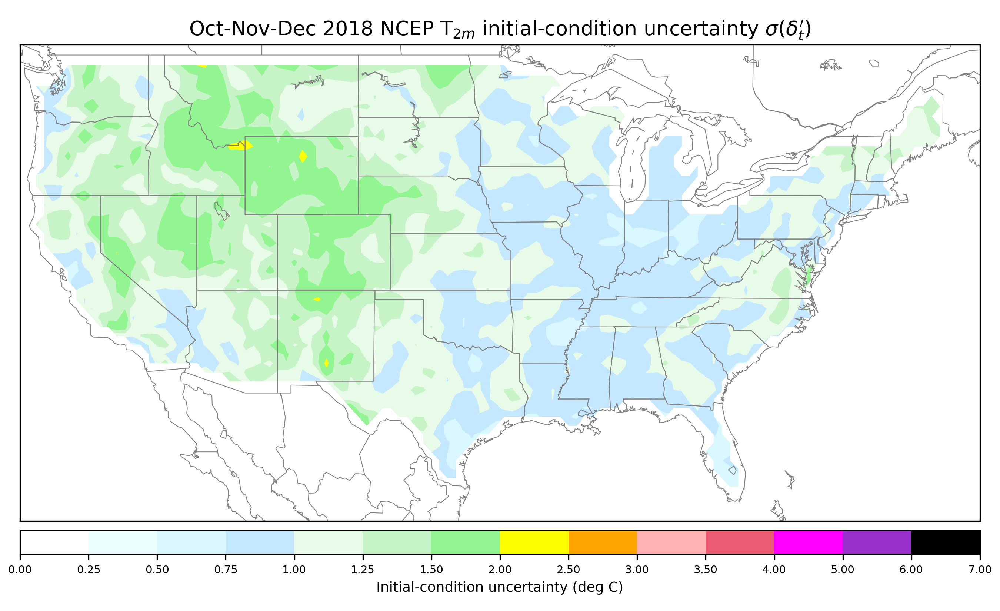 Oct-Nov-Dec 2018 NCEP T₂ₘ initial-condition uncertainty σ(δ′ₜ)
0.00 0.25 0.50 0.75 1.00 1.25 1.50 2.00 2.50 3.00 3.50 4.00 5.00 6.00 7.00
Initial-condition uncertainty (deg C)